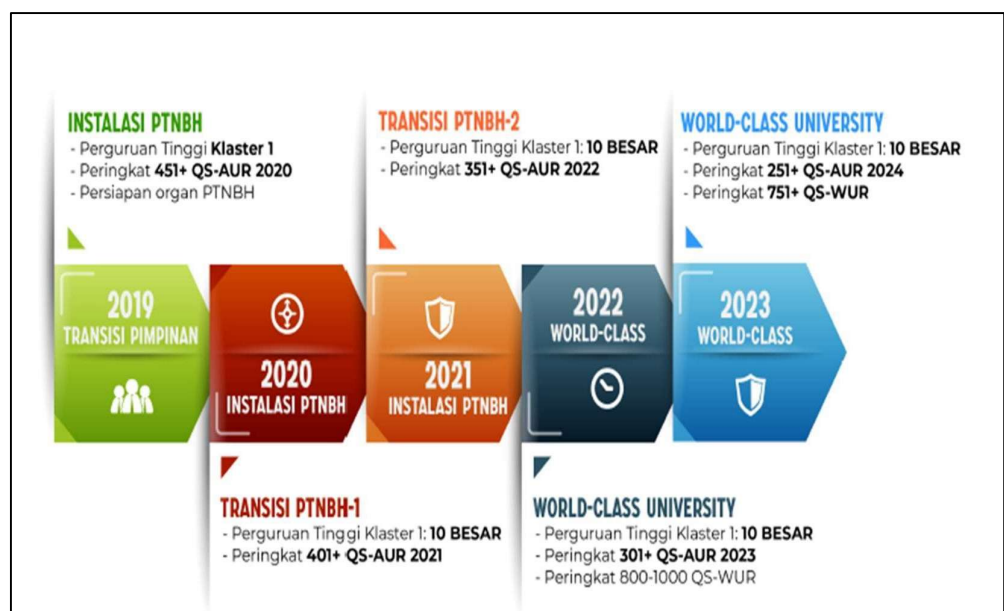 INSTALASI PTNBH
- Perguruan Tinggi Klaster 1
- Peringkat 451+ QS-AUR 2020
- Persiapan organ PTNBH
TRANSISI PTNBH-2
- Perguruan Tinggi Klaster 1: 10 BESAR
- Peringkat 351+ QS-AUR 2022
WORLD-CLASS UNIVERSITY
- Perguruan Tinggi Klaster 1: 10 BESAR
- Peringkat 251+ QS-AUR 2024
- Peringkat 751+ QS-WUR
2019
TRANSISI PIMPINAN
2020
INSTALASI PTNBH
2021
INSTALASI PTNBH
2022
WORLD-CLASS
2023
WORLD-CLASS
TRANSISI PTNBH-1
- Perguruan Tinggi Klaster 1: 10 BESAR
- Peringkat 401+ QS-AUR 2021
WORLD-CLASS UNIVERSITY
- Perguruan Tinggi Klaster 1: 10 BESAR
- Peringkat 301+ QS-AUR 2023
- Peringkat 800-1000 QS-WUR